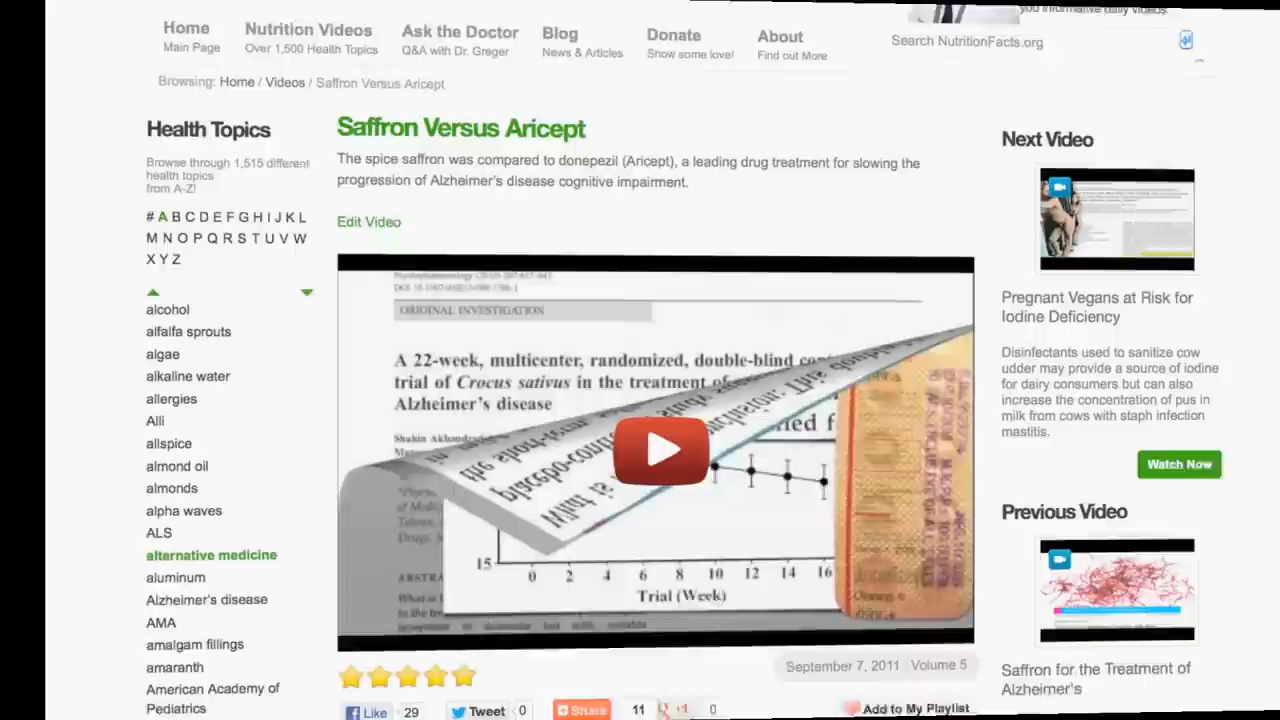 you informative daily videos
Home
Main Page
Nutrition Videos
Over 1,500 Health Topics
Ask the Doctor
Q&A with Dr. Greger
Blog
News & Articles
Donate
Show some love!
About
Find out More
Search NutritionFacts.org
Browsing: Home / Videos / Saffron Versus Aricept
Health Topics
Browse through 1,515 different
health topics
from A-Z!
# A B C D E F G H I J K L
M N O P Q R S T U V W
X Y Z
alcohol
alfalfa sprouts
algae
alkaline water
allergies
Alli
allspice
almond oil
almonds
alpha waves
ALS
alternative medicine
aluminum
Alzheimer's disease
AMA
amalgam fillings
amaranth
American Academy of
Pediatrics
Saffron Versus Aricept
The spice saffron was compared to donepezil (Aricept), a leading drug treatment for slowing the
progression of Alzheimer's disease cognitive impairment.
Edit Video
ORIGINAL INVESTIGATION
A 22-week, multicenter, randomized, double-blind
trial of Crocus sativus in the treatment of
Alzheimer's disease
15
0 2 4 6 8 10 12 14 16
Trial (Week)
September 7, 2011 Volume 5
Like 29
Tweet 0
Share 11
+1 0
Add to My Playlist
Next Video
Pregnant Vegans at Risk for
Iodine Deficiency
Disinfectants used to sanitize cow
udder may provide a source of iodine
for dairy consumers but can also
increase the concentration of pus in
milk from cows with staph infection
mastitis.
Watch Now
Previous Video
Saffron for the Treatment of
Alzheimer's